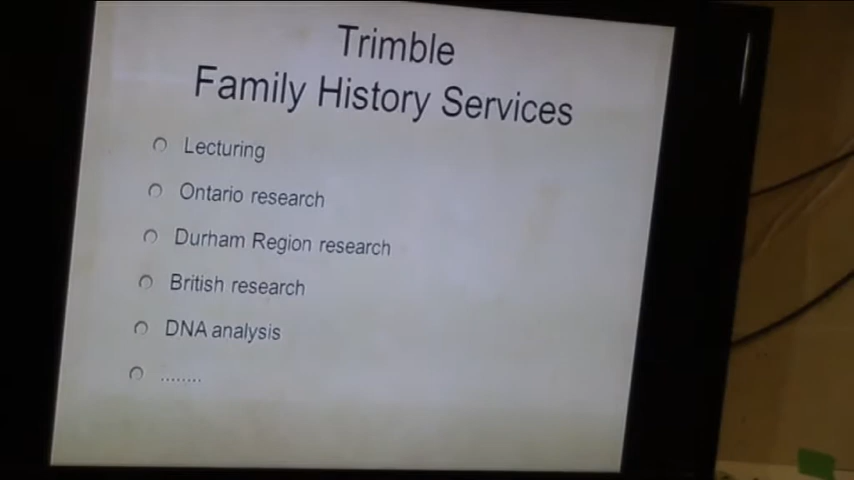 Trimble
Family History Services
Lecturing
Ontario research
Durham Region research
British research
DNA analysis
........